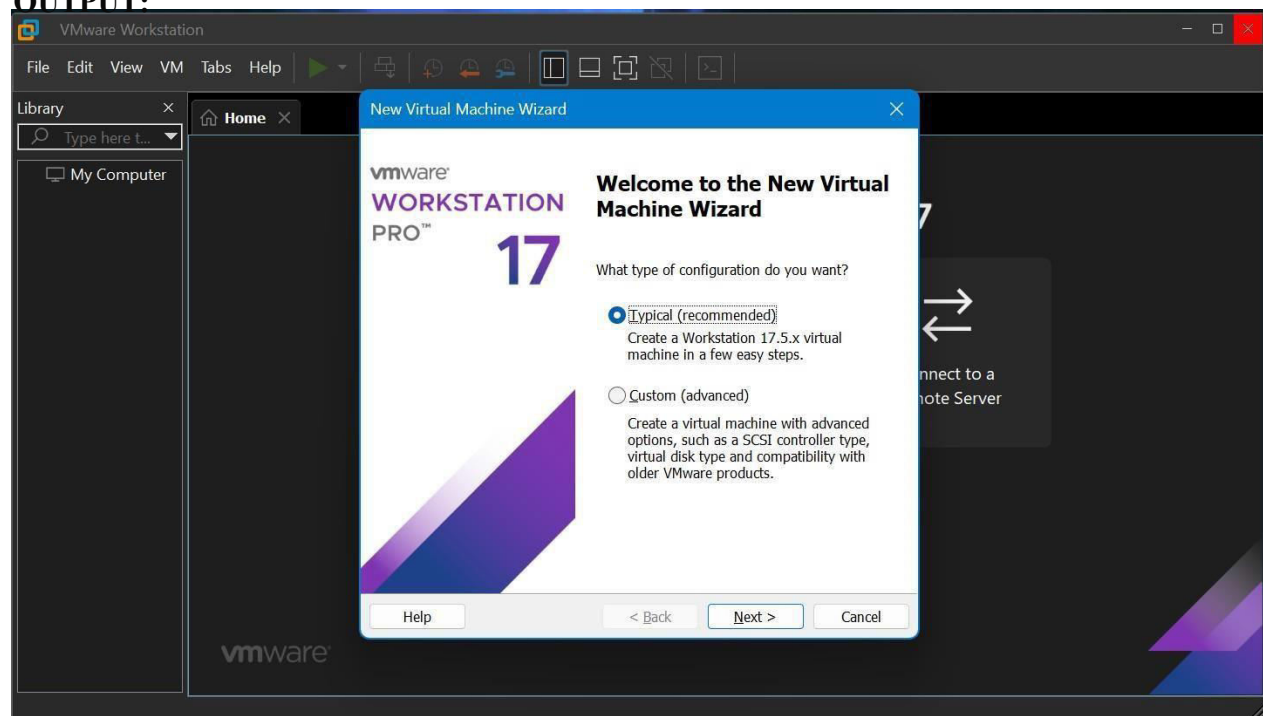 OUTPUT:
VMware Workstation
File Edit View VM Tabs Help
Library
Type here t...
My Computer
Home
New Virtual Machine Wizard
vmware
WORKSTATION
PRO™
17
Welcome to the New Virtual
Machine Wizard
What type of configuration do you want?
Typical (recommended)
Create a Workstation 17.5.x virtual
machine in a few easy steps.
Custom (advanced)
Create a virtual machine with advanced
options, such as a SCSI controller type,
virtual disk type and compatibility with
older VMware products.
Help < Back Next > Cancel
7
nnect to a
ote Server
vmware